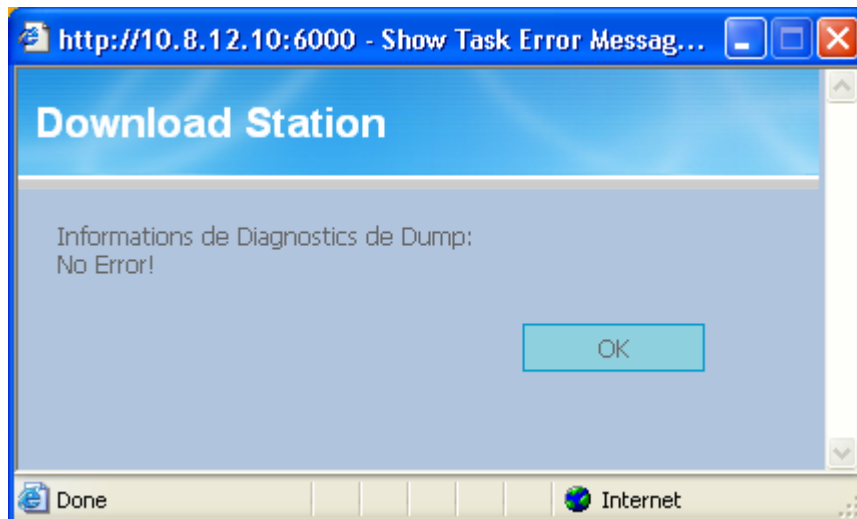 http://10.8.12.10:6000 - Show Task Error Messag...
Download Station
Informations de Diagnostics de Dump:
No Error!
OK
Done
Internet